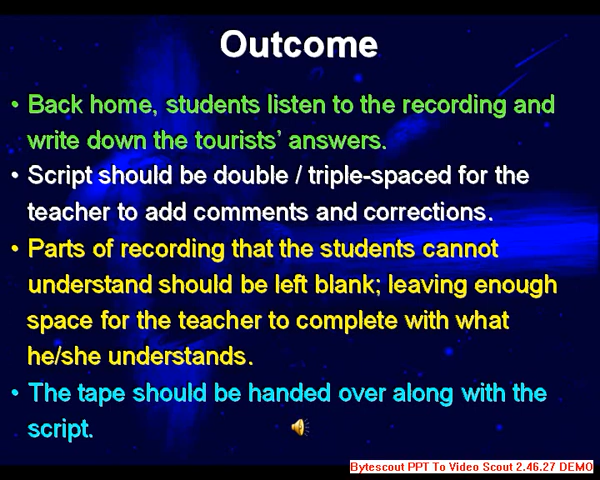 Outcome
• Back home, students listen to the recording and
write down the tourists' answers.
• Script should be double / triple-spaced for the
teacher to add comments and corrections.
• Parts of recording that the students cannot
understand should be left blank; leaving enough
space for the teacher to complete with what
he/she understands.
• The tape should be handed over along with the
script.
Bytescout PPT To Video Scout 2.46.27 DEMO